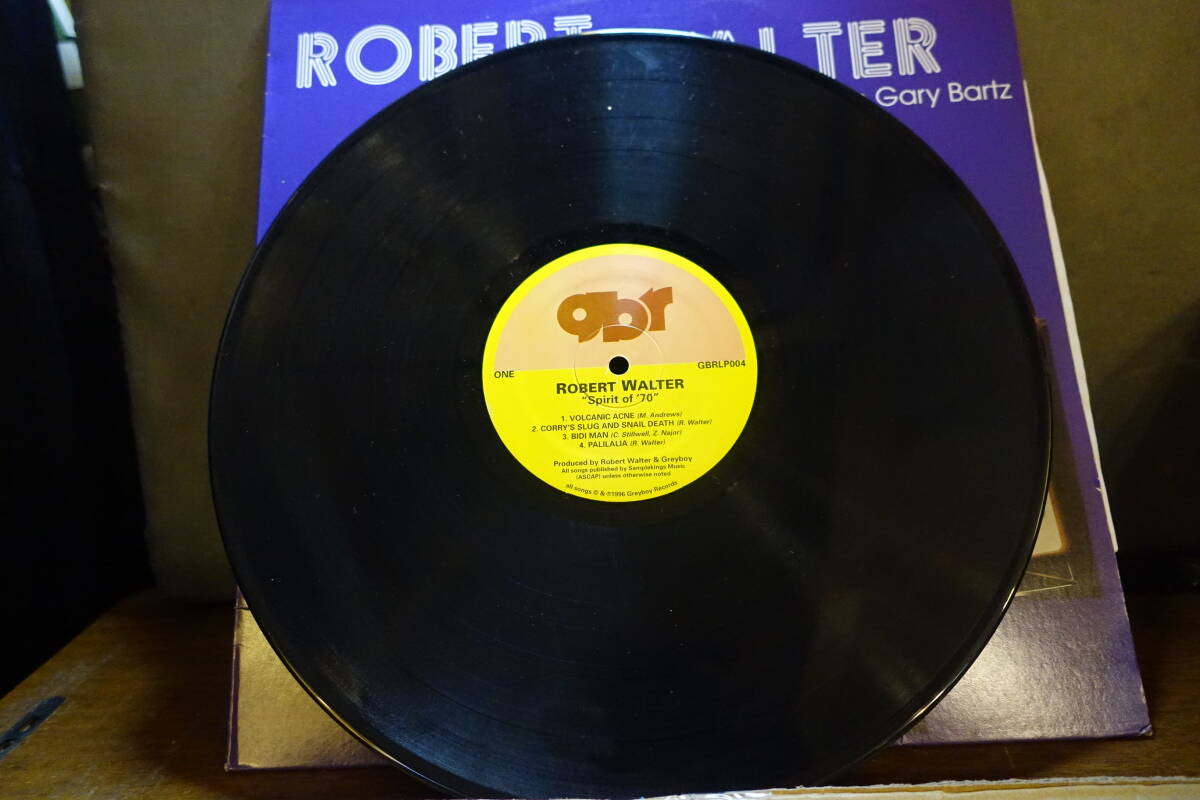 ROBERT WALTER
Gary Bartz
gbr
ONE
GBRLP004
ROBERT WALTER
"Spirit of '70"
1. VOLCANIC ACNE (M. Andrews)
2. CORRY'S SLUG AND SNAIL DEATH (R. Walter)
3. BIDI MAN (C. Stillwell, Z. Najor)
4. PALILALIA (R. Walter)
Produced by Robert Walter & Greyboy
All songs published by Samplekings Music
(ASCAP) unless otherwise noted
all songs © & ℗1996 Greyboy Records